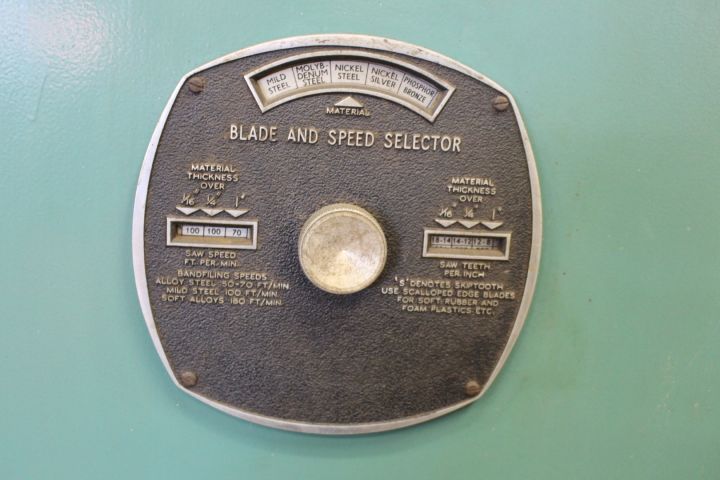 MILD STEEL
MOLYB-DENUM STEEL
NICKEL STEEL
NICKEL SILVER
PHOSPHOR BRONZE
MATERIAL
BLADE AND SPEED SELECTOR
MATERIAL
THICKNESS
OVER
1/16" 1/4" 1"
100 100 70
SAW SPEED
FT. PER. MIN.
BANDFILING SPEEDS
ALLOY STEEL 50-70 FT/MIN.
MILD STEEL 100 FT/MIN.
SOFT ALLOYS 180 FT/MIN.
MATERIAL
THICKNESS
OVER
1/16" 1/4" 1"
SAW TEETH
PER. INCH
'S' DENOTES SKIPTOOTH
USE SCALLOPED EDGE BLADES
FOR SOFT RUBBER AND
FOAM PLASTICS ETC.